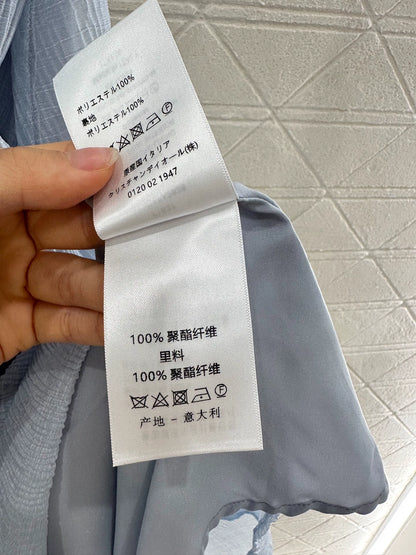 ポリエステル100%
裏地
ポリエステル100%
F
原産国イタリア
クリスチャンディオール(株)
0120 02 1947
100% 聚酯纤维
里料
100% 聚酯纤维
F
产地 - 意大利